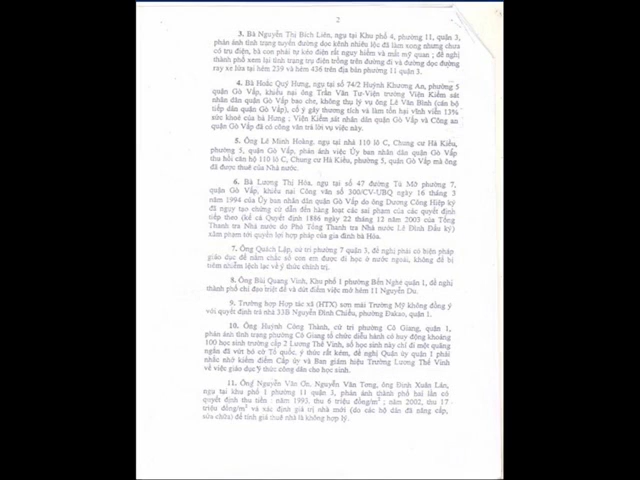 2
3. Bà Nguyễn Thị Bích Liên, ngụ tại Khu phố 4, phường 11, quận 3,
phản ánh tình trạng tuyến đường dọc kênh nhiêu lộc đã làm xong nhưng chưa
có trụ điện, bà con phải tự kéo điện rất nguy hiểm và mất mỹ quan ; đề nghị
thành phố xem lại tình trạng trụ điện trồng trên đường đi và đường dọc đường
ray xe lửa tại hẻm 239 và hẻm 436 trên địa bàn phường 11 quận 3.
4. Bà Hoắc Quý Hưng, ngụ tại số 74/2 Huỳnh Khương An, phường 5
quận Gò Vấp, khiếu nại ông Trần Văn Tư-Viện trưởng Viện Kiểm sát
nhân dân quận Gò Vấp bao che, không thụ lý vụ ông Lê Văn Bình (cán bộ
tiếp dân quận Gò Vấp), cố ý gây thương tích và làm tổn hại vĩnh viễn 13%
sức khoẻ của bà Hưng ; Viện Kiểm sát nhân dân quận Gò Vấp và Công an
quận Gò Vấp đã có công văn trả lời vụ việc này.
5. Ông Lê Minh Hoàng, ngụ tại nhà 110 lô C, Chung cư Hà Kiều,
phường 5, quận Gò Vấp, phản ánh việc Ủy ban nhân dân quận Gò Vấp
thu hồi căn hộ 110 lô C, Chung cư Hà Kiều, phường 5, quận Gò Vấp mà ông
đã được thuê của Nhà nước.
6. Bà Lương Thị Hòa, ngụ tại số 47 đường Tú Mỡ phường 7,
quận Gò Vấp, khiếu nại Công văn số 300/CV-UBQ ngày 16 tháng 3
năm 1994 của Ủy ban nhân dân quận Gò Vấp do ông Dương Công Hiệp ký
đã ngụy tạo chứng cứ dẫn đến hàng loạt các sai phạm của các quyết định
tiếp theo (kể cả Quyết định 1886 ngày 22 tháng 12 năm 2005 của Tổng
Thanh tra Nhà nước do Phó Tổng Thanh tra Nhà nước Lê Đình Đấu ký)
xâm phạm tới quyền lợi hợp pháp của gia đình bà Hòa.
7. Ông Quách Lập, cử tri phường 7 quận 3, đề nghị phải có biện pháp
giáo dục để nắm chắc số con em được đi học ở nước ngoài, không để bị
tiêm nhiễm lệch lạc về ý thức chính trị.
8. Ông Bùi Quang Vinh, Khu phố 1 phường Bến Nghé quận 1, đề nghị
thành phố chỉ đạo triệt để và dứt điểm việc mở hẻm 11 Nguyễn Du.
9. Trường hợp Hợp tác xã (HTX) sơn mài Trường Mỹ không đồng ý
với quyết định trả nhà 33B Nguyễn Đình Chiểu, phường Đakao, quận 1.
10. Ông Huỳnh Công Thành, cử tri phường Cô Giang, quận 1,
phản ánh tình trạng phường Cô Giang tổ chức diễu hành có huy động khoảng
100 học sinh trường cấp 2 Lương Thế Vinh, số học sinh này chỉ đi một quãng
ngắn đã vứt bỏ cờ Tổ quốc, ý thức rất kém, đề nghị Quận ủy quận 1 phải
nhắc nhở kiểm điểm Cấp ủy và Ban giám hiệu Trường Lương Thế Vinh
về việc giáo dục ý thức công dân cho học sinh.
11. Ông Nguyễn Văn Ơn, Nguyễn Văn Tong, ông Đinh Xuân Lân,
ngụ tại khu phố 1 phường 11 quận 3, phản ánh thành phố hai lần có
quyết định thu tiền : năm 1995, thu 6 triệu đồng/m² ; năm 2002, thu 17
triệu đồng/m² và xác định giá trị nhà mới (do các hộ dân đã nâng cấp,
sửa chữa) để tính giá thuê nhà là không hợp lý.